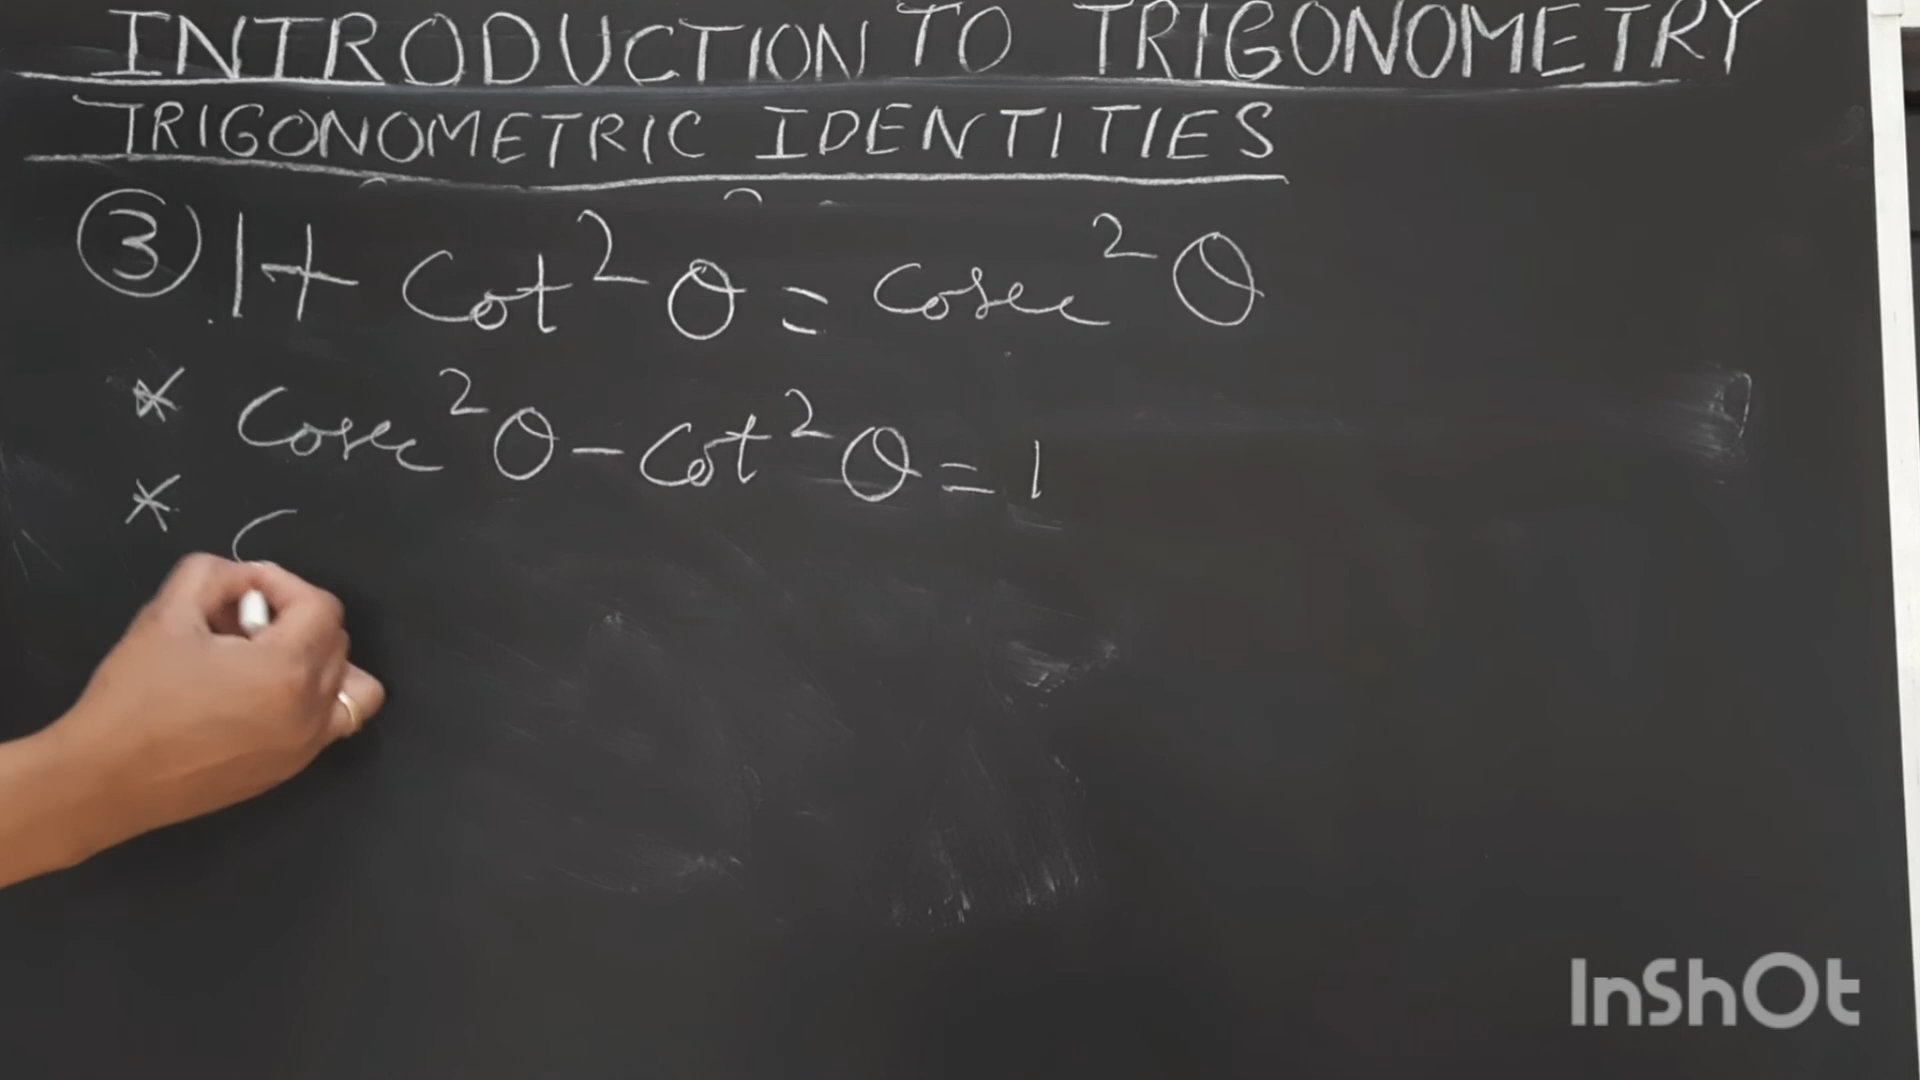 INTRODUCTION TO TRIGONOMETRY
TRIGONOMETRIC IDENTITIES
③ 1 + Cot²θ = cosec²θ
* Cosec²θ - Cot²θ = 1
* C
InShOt